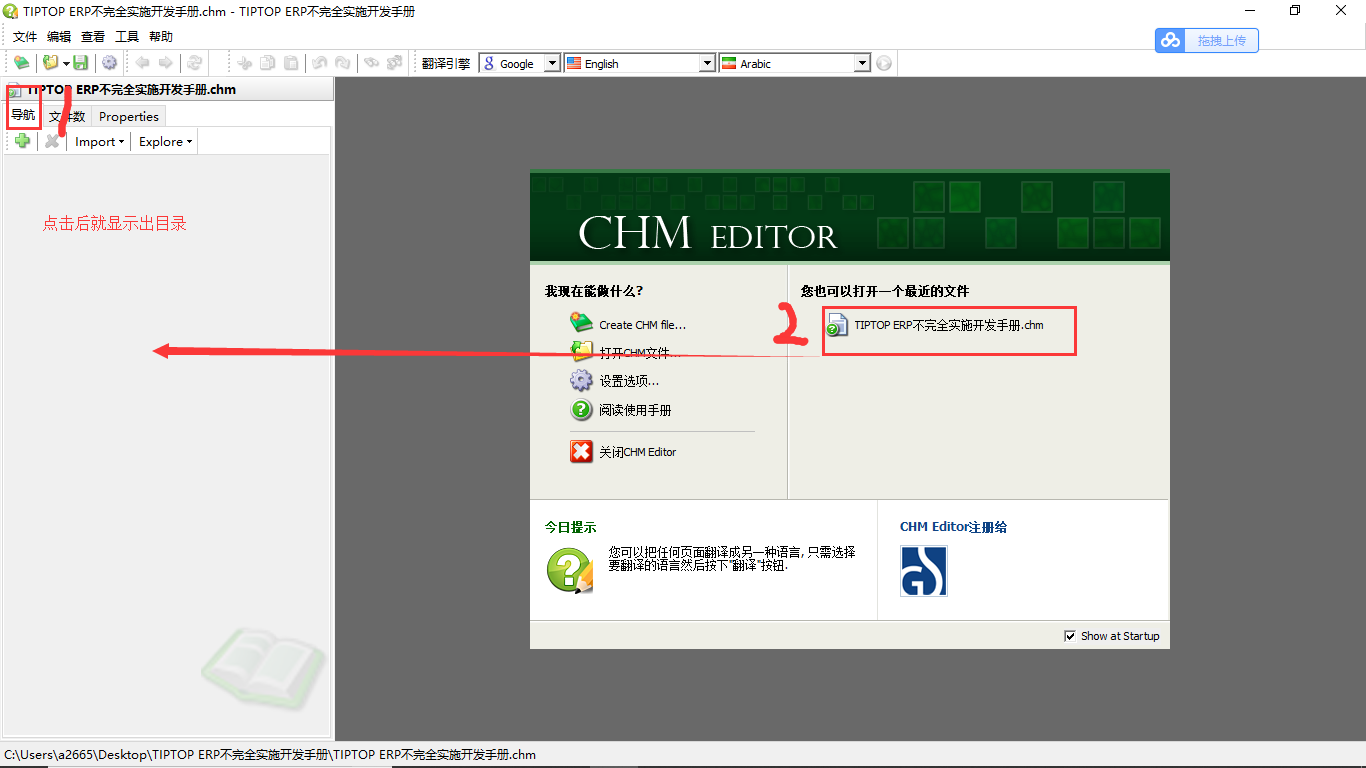 TIPTOP ERP不完全实施开发手册.chm - TIPTOP ERP不完全实施开发手册
文件 编辑 查看 工具 帮助
拖拽上传
翻译引擎 Google English Arabic
TIPTOP ERP不完全实施开发手册.chm
导航 文件数 Properties
1
Import Explore
点击后就显示出目录
CHM EDITOR
我现在能做什么?
Create CHM file...
打开CHM文件...
设置选项...
阅读使用手册
关闭CHM Editor
您也可以打开一个最近的文件
2
TIPTOP ERP不完全实施开发手册.chm
今日提示
您可以把任何页面翻译成另一种语言, 只需选择
要翻译的语言然后按下"翻译"按钮.
CHM Editor注册给
Show at Startup
C:\Users\a2665\Desktop\TIPTOP ERP不完全实施开发手册\TIPTOP ERP不完全实施开发手册.chm